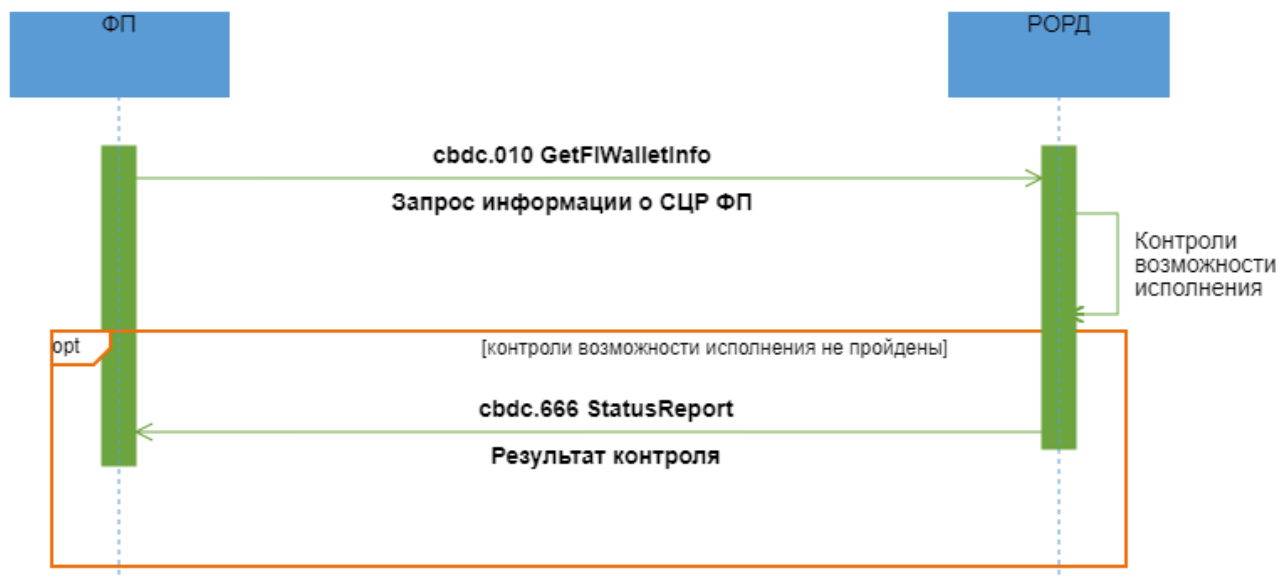 ФП
РОРД
cbdc.010 GetFIWalletInfo
Запрос информации о СЦР ФП
Контроли
возможности
исполнения
opt
[контроли возможности исполнения не пройдены]
cbdc.666 StatusReport
Результат контроля